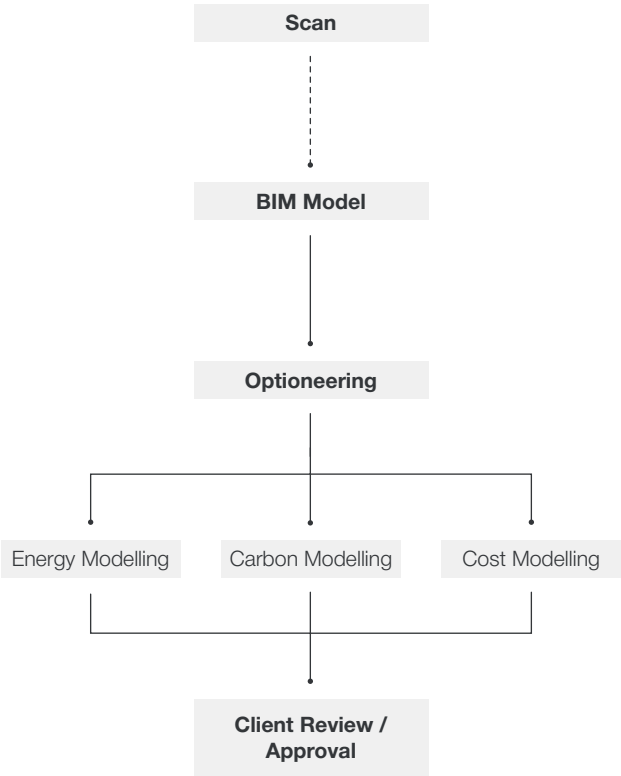 Scan
BIM Model
Optioneering
Energy Modelling
Carbon Modelling
Cost Modelling
Client Review /
Approval